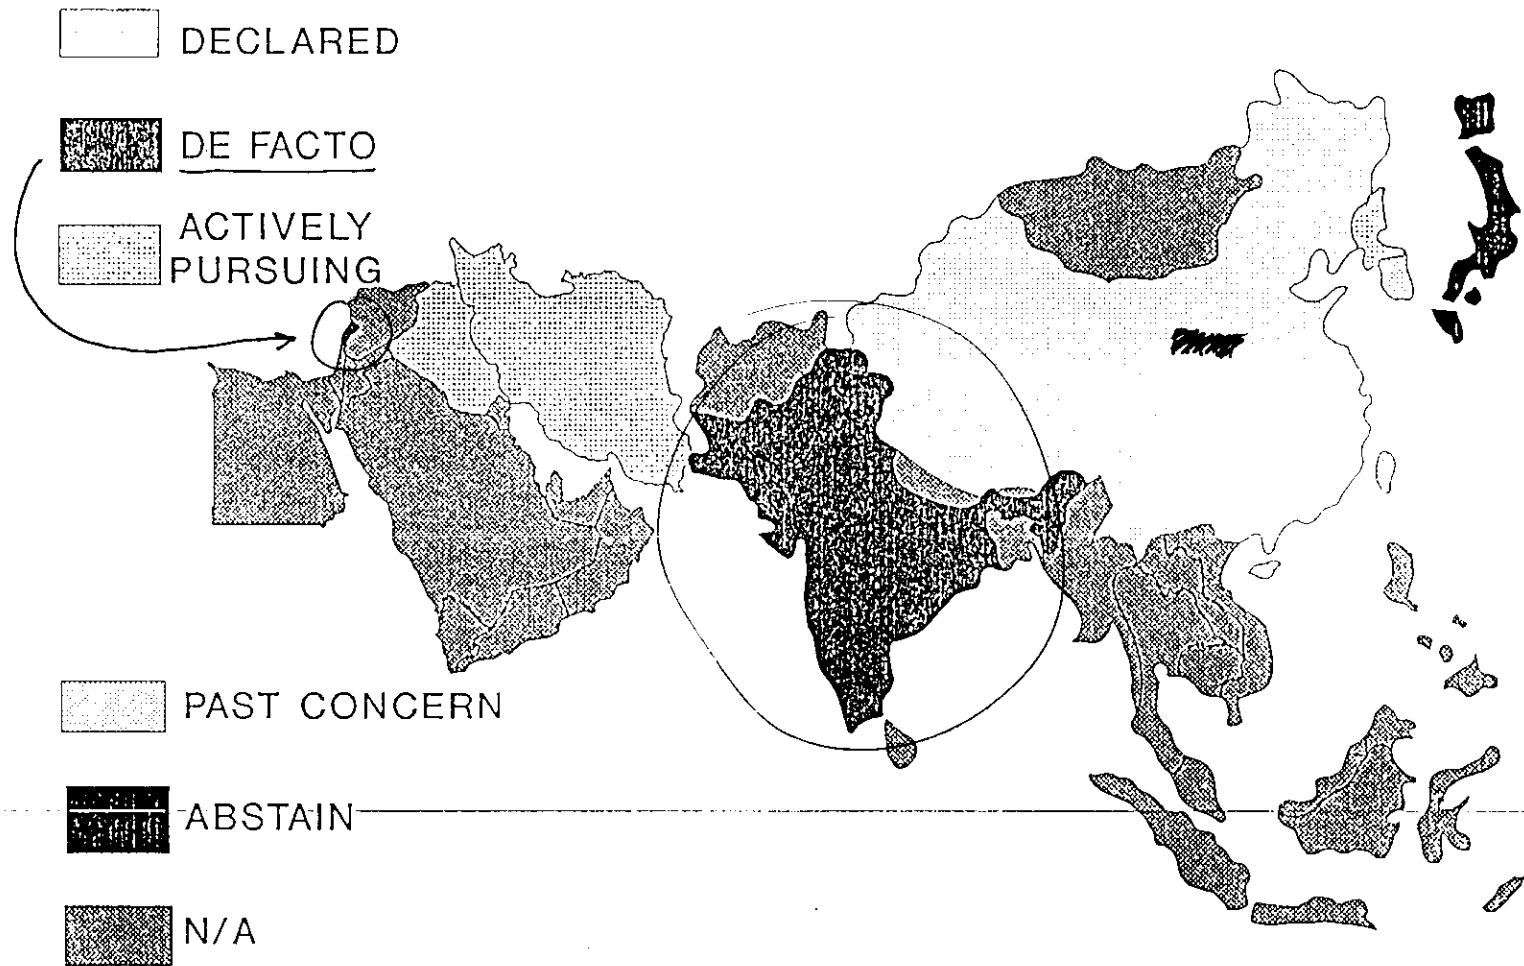 DECLARED
DE FACTO
ACTIVELY
PURSUING
PAST CONCERN
ABSTAIN
N/A